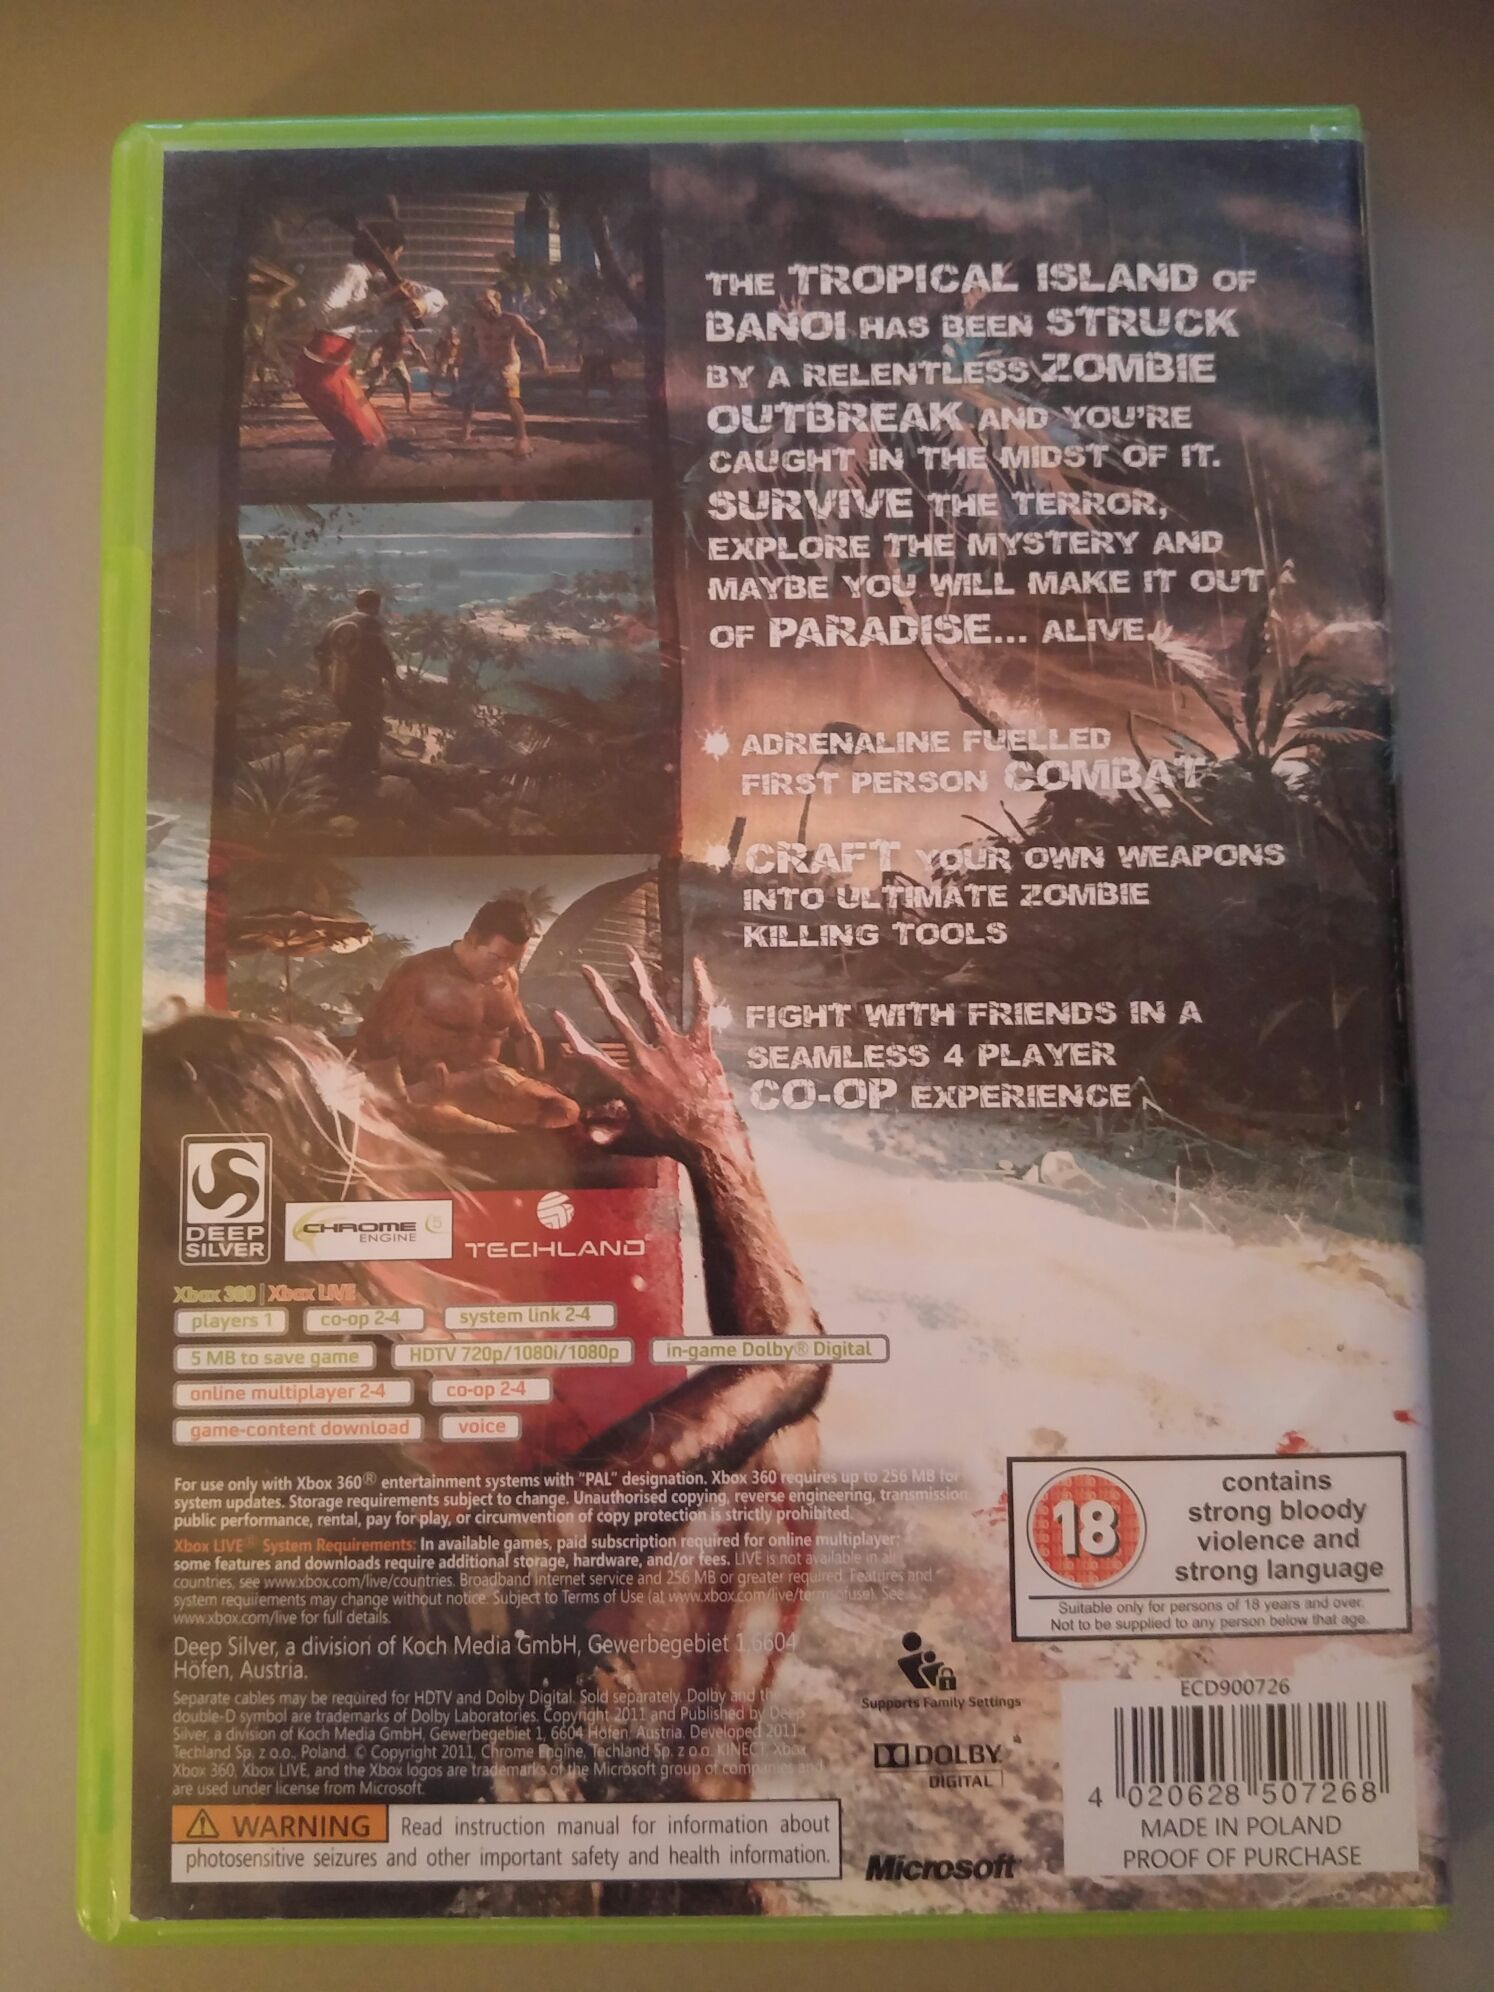 THE TROPICAL ISLAND OF
BANOI HAS BEEN STRUCK
BY A RELENTLESS ZOMBIE
OUTBREAK AND YOU'RE
CAUGHT IN THE MIDST OF IT.
SURVIVE THE TERROR,
EXPLORE THE MYSTERY AND
MAYBE YOU WILL MAKE IT OUT
OF PARADISE... ALIVE.
ADRENALINE FUELLED
FIRST PERSON COMBAT
CRAFT YOUR OWN WEAPONS
INTO ULTIMATE ZOMBIE
KILLING TOOLS
FIGHT WITH FRIENDS IN A
SEAMLESS 4 PLAYER
CO-OP EXPERIENCE
DEEP
SILVER
CHROME 5
ENGINE
TECHLAND
Xbox 360 | Xbox LIVE
players 1 co-op 2-4 system link 2-4
5 MB to save game HDTV 720p/1080i/1080p in-game Dolby® Digital
online multiplayer 2-4 co-op 2-4
game-content download voice
For use only with Xbox 360® entertainment systems with "PAL" designation. Xbox 360 requires up to 256 MB for
system updates. Storage requirements subject to change. Unauthorised copying, reverse engineering, transmission
public performance, rental, pay for play, or circumvention of copy protection is strictly prohibited.
Xbox LIVE® System Requirements: In available games, paid subscription required for online multiplayer;
some features and downloads require additional storage, hardware, and/or fees. LIVE is not available in all
countries, see www.xbox.com/live/countries. Broadband internet service and 256 MB or greater required. Features and
system requirements may change without notice. Subject to Terms of Use (at www.xbox.com/live/termsofuse). See
www.xbox.com/live for full details.
Deep Silver, a division of Koch Media GmbH, Gewerbegebiet 1,6604
Höfen, Austria.
Separate cables may be required for HDTV and Dolby Digital. Sold separately. Dolby and the
double-D symbol are trademarks of Dolby Laboratories. Copyright 2011 and Published by Deep
Silver, a division of Koch Media GmbH, Gewerbegebiet 1, 6604 Höfen, Austria. Developed 2011
Techland Sp. z o.o., Poland. © Copyright 2011, Chrome Engine, Techland Sp. z o.o. KINECT, Xbox,
Xbox 360, Xbox LIVE, and the Xbox logos are trademarks of the Microsoft group of companies and
are used under license from Microsoft.
WARNING Read instruction manual for information about
photosensitive seizures and other important safety and health information.
18
contains
strong bloody
violence and
strong language
Suitable only for persons of 18 years and over.
Not to be supplied to any person below that age.
Supports Family Settings
DOLBY
DIGITAL
Microsoft
ECD900726
4 020628 507268
MADE IN POLAND
PROOF OF PURCHASE